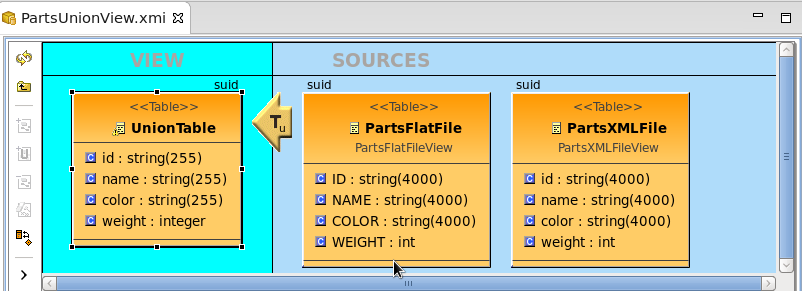 PartsUnionView.xmi
VIEW
SOURCES
suid
<<Table>>
UnionTable
C id : string(255)
C name : string(255)
C color : string(255)
C weight : integer
Tu
suid
<<Table>>
PartsFlatFile
PartsFlatFileView
C ID : string(4000)
C NAME : string(4000)
C COLOR : string(4000)
C WEIGHT : int
suid
<<Table>>
PartsXMLFile
PartsXMLFileView
C id : string(4000)
C name : string(4000)
C color : string(4000)
C weight : int